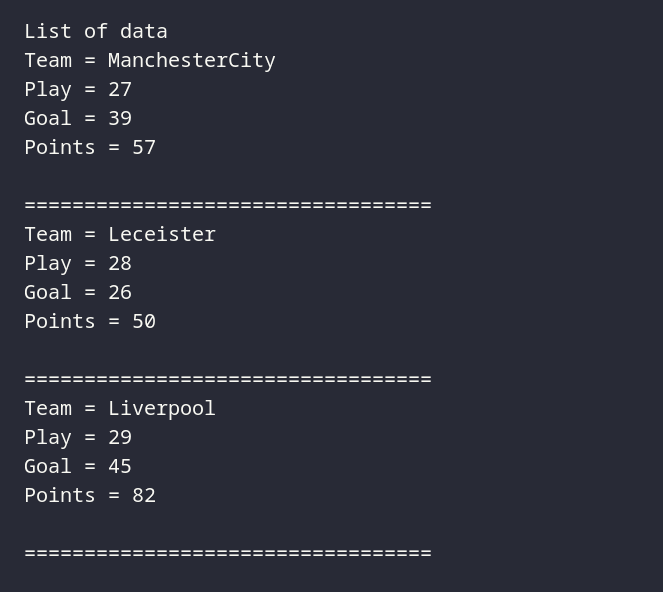 List of data
Team = ManchesterCity
Play = 27
Goal = 39
Points = 57
==================================
Team = Leceister
Play = 28
Goal = 26
Points = 50
==================================
Team = Liverpool
Play = 29
Goal = 45
Points = 82
==================================